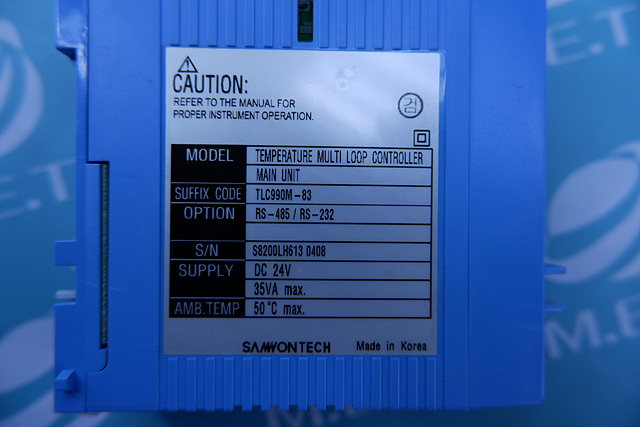 CAUTION:
REFER TO THE MANUAL FOR
PROPER INSTRUMENT OPERATION.
검
MODEL TEMPERATURE MULTI LOOP CONTROLLER
MAIN UNIT
SUFFIX CODE TLC990M-83
OPTION RS-485 / RS-232
S/N S8200LH613 0408
SUPPLY DC 24V
35VA max.
AMB.TEMP 50°C max.
SAMWONTECH Made in Korea
E.T
M.E